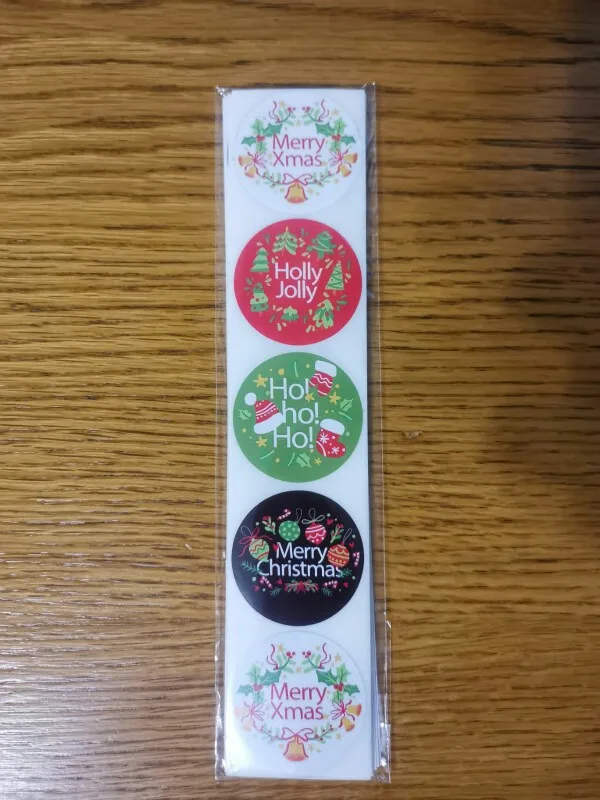 Merry
Xmas
Holly
Jolly
Ho!
ho!
Ho!
Merry
Christmas
Merry
Xmas